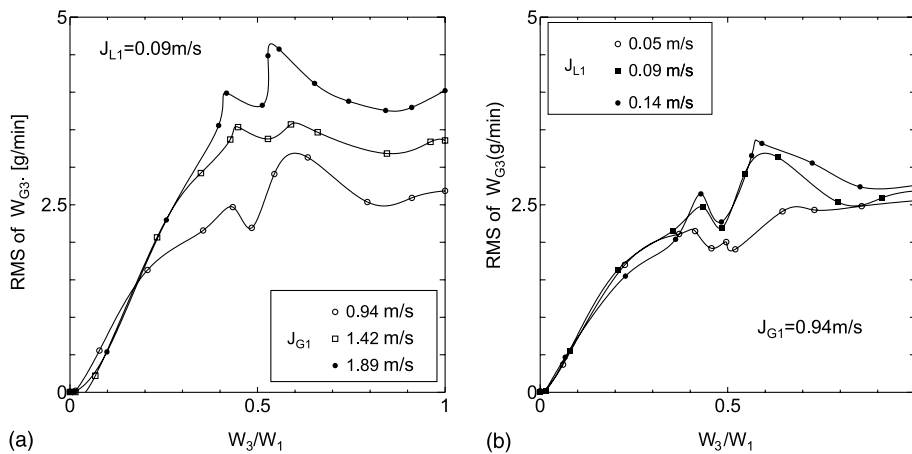 J_L1=0.09m/s
RMS of W_G3. [g/min]
5
2.5
0
0
0.5
1
W_3/W_1
(a)
J_G1
0.94 m/s
1.42 m/s
1.89 m/s
J_L1
0.05 m/s
0.09 m/s
0.14 m/s
RMS of W_G3(g/min)
5
2.5
0
0
0.5
W_3/W_1
(b)
J_G1=0.94m/s